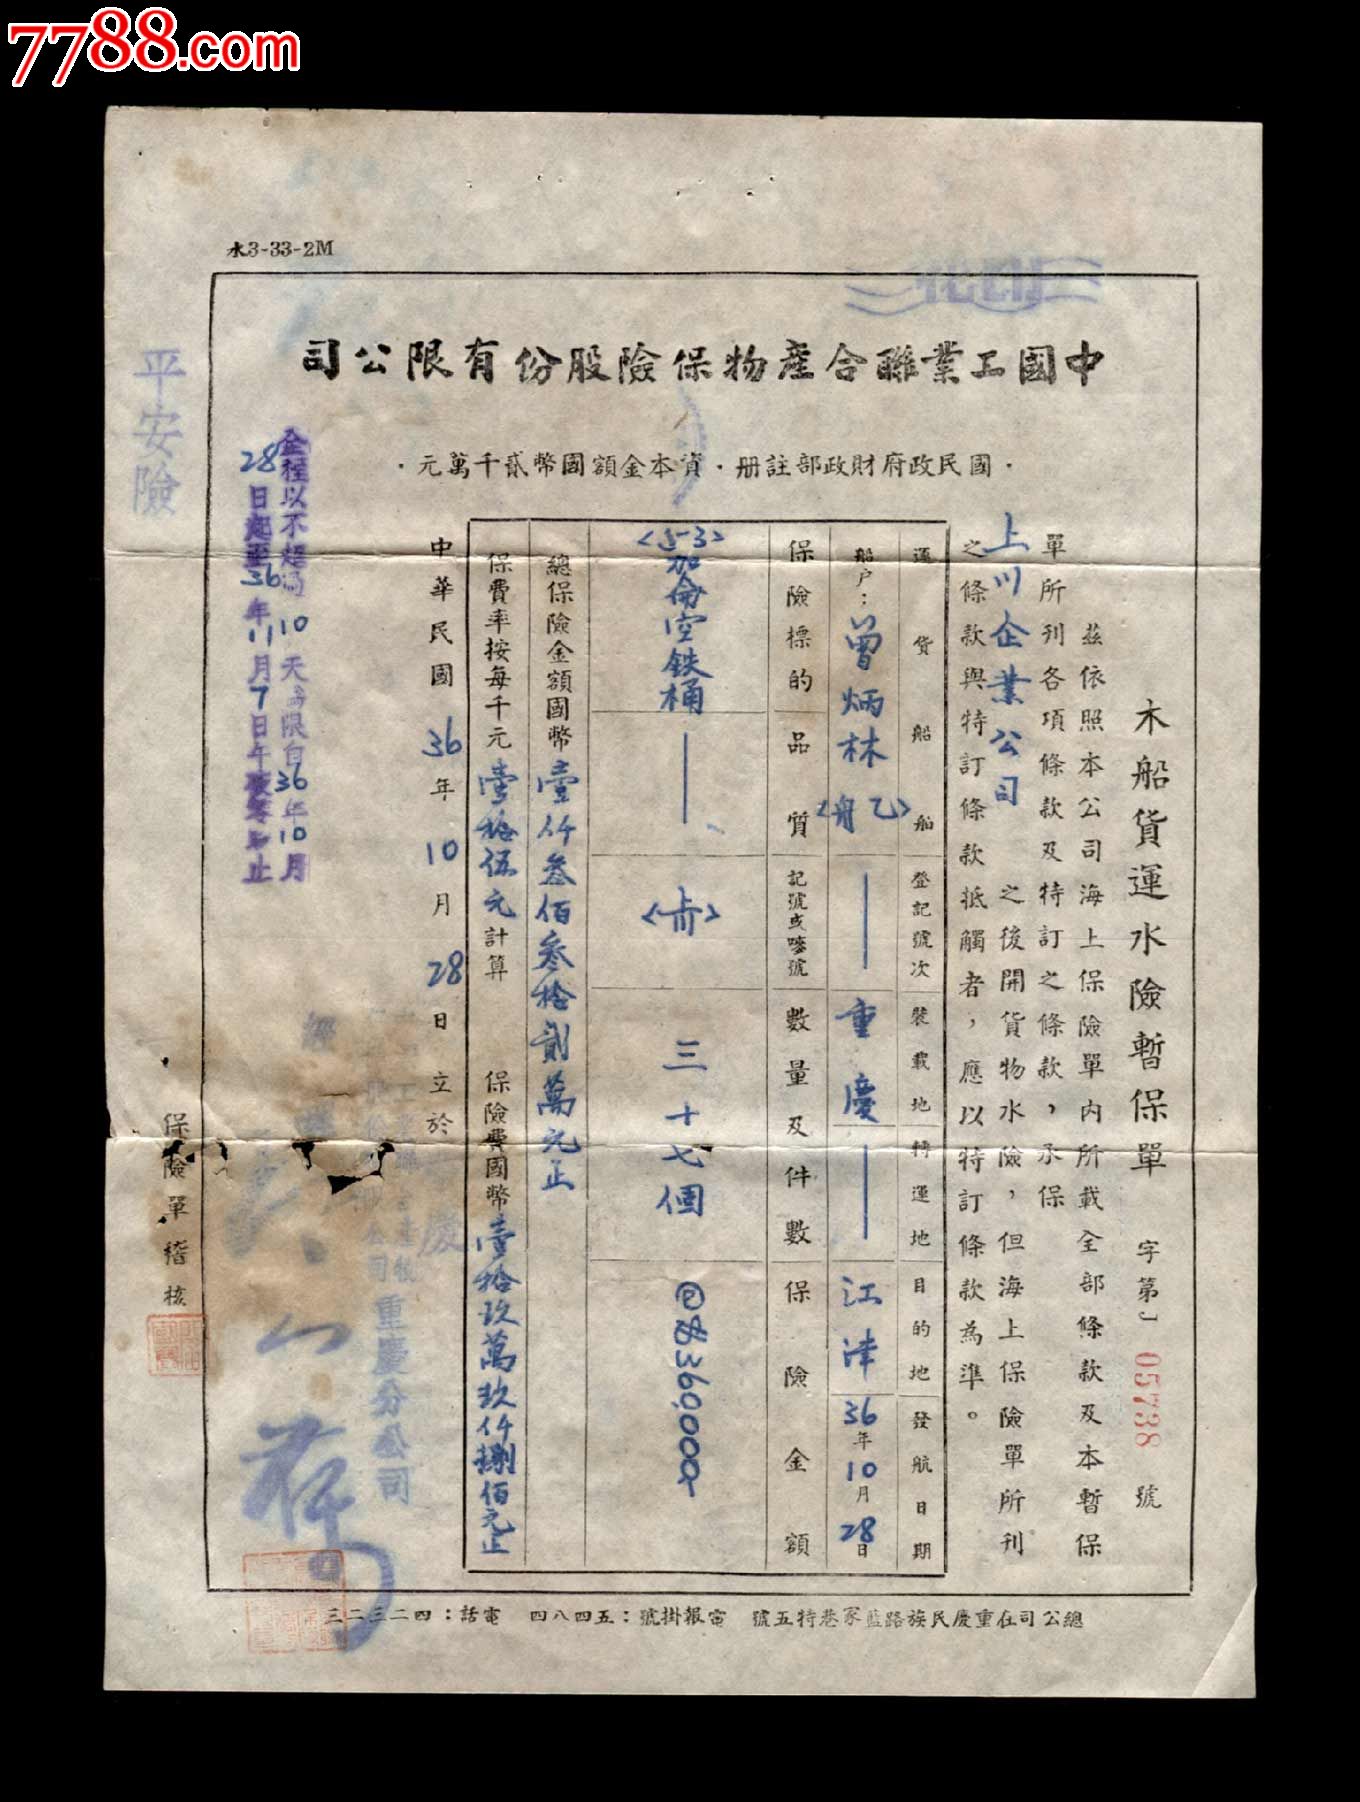 7788.com
水3-33-2M
中國工業聯合產物保險股份有限公司
·國民政府財政部註册·資本金額國幣貳千萬元·
木船貨運水險暫保單 字第 05738 號
茲依照本公司海上保險單內所載全部條款及本暫保
單所刊各項條款及特訂之條款，承保
上川企業公司 之後開貨物水險，但海上保險單所刊
之條款與特訂條款抵觸者，應以特訂條款為準。
運貨船船 登記號次 裝載地 轉運地 目的地 發航日期
船户：曾炳林 重慶 江津 36年10月28日
保險標的品質 記號或嘜號 數量及件數 保險金額
<53>加侖空鉄桶 三十七個
總保險金額國幣壹仟叁佰叁拾貳萬元正
保費率按每千元壹拾伍元計算 保險費國幣壹拾玖萬玖仟捌佰元正
中華民國36年10月28日立於 慶
重慶分公司
全程以不超過10天為限自36年10月
28日起至36年11月7日午 止
平安險
保險單稽核
總公司在重慶民族路藍家巷特五號 電報掛號：五四八四 電話：四二三二三